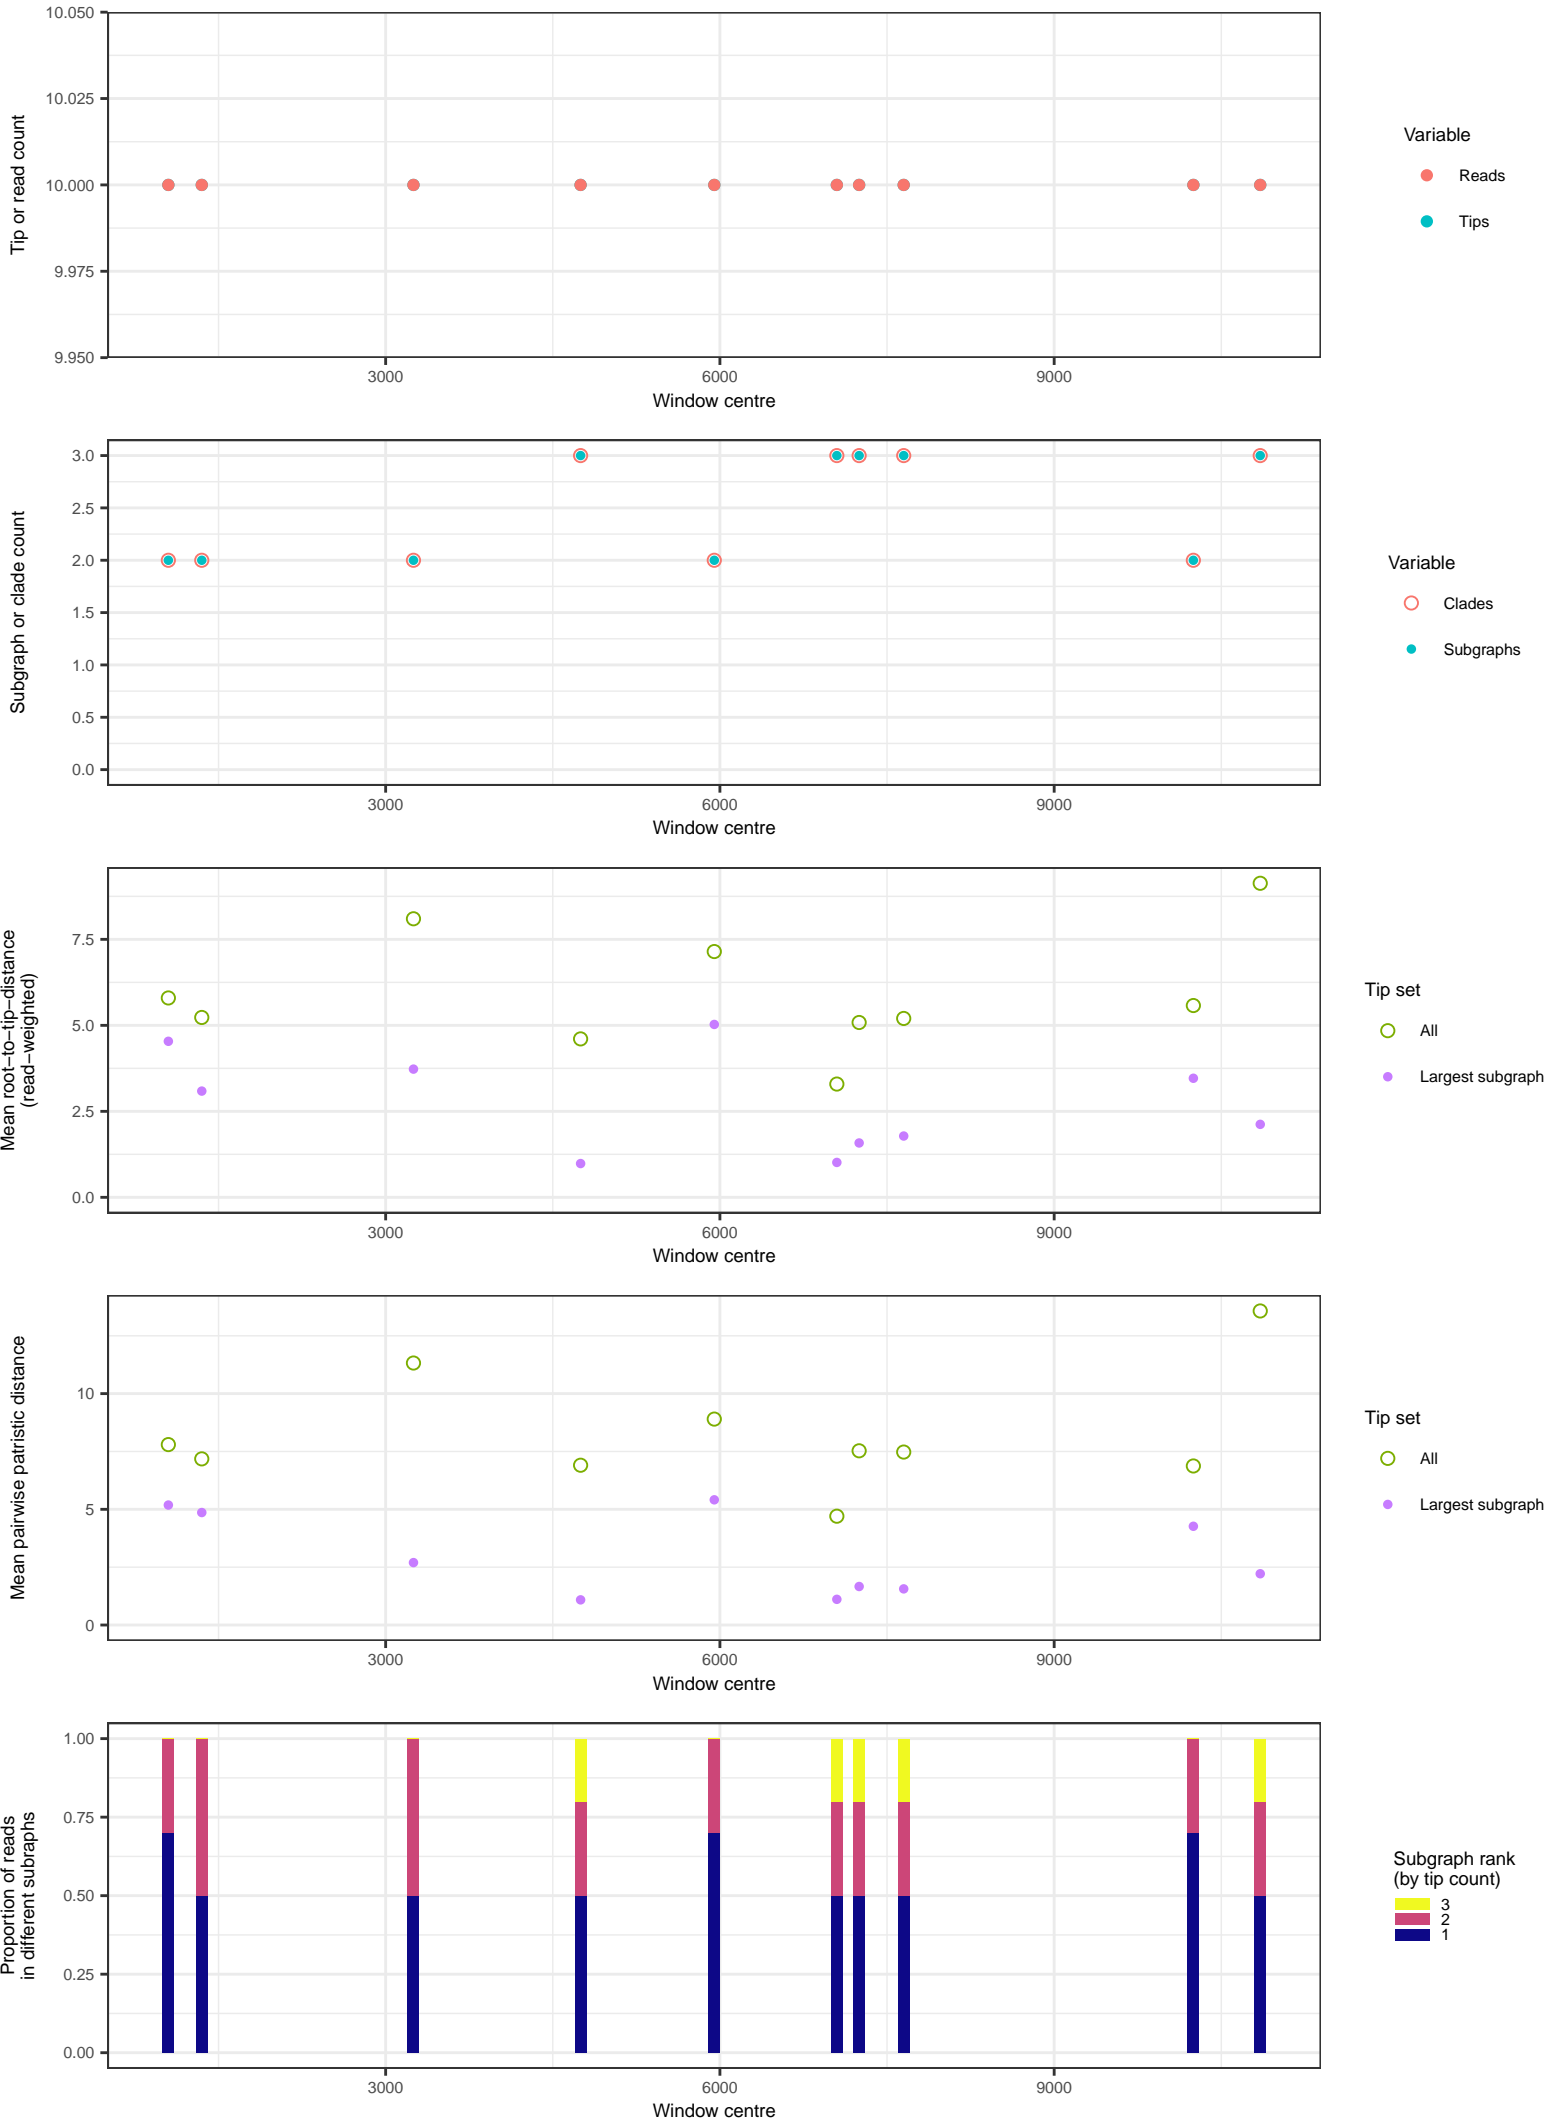 10.050
10.025
10.000
9.975
9.950
Tip or read count
3000
6000
9000
Window centre
Variable
Reads
Tips
3.0
2.5
2.0
1.5
1.0
0.5
0.0
Subgraph or clade count
3000
6000
9000
Window centre
Variable
Clades
Subgraphs
7.5
5.0
2.5
0.0
Mean root−to−tip−distance
(read−weighted)
3000
6000
9000
Window centre
Tip set
All
Largest subgraph
10
5
0
Mean pairwise patristic distance
3000
6000
9000
Window centre
Tip set
All
Largest subgraph
1.00
0.75
0.50
0.25
0.00
Proportion of reads
in different subraphs
3000
6000
9000
Window centre
Subgraph rank
(by tip count)
3
2
1